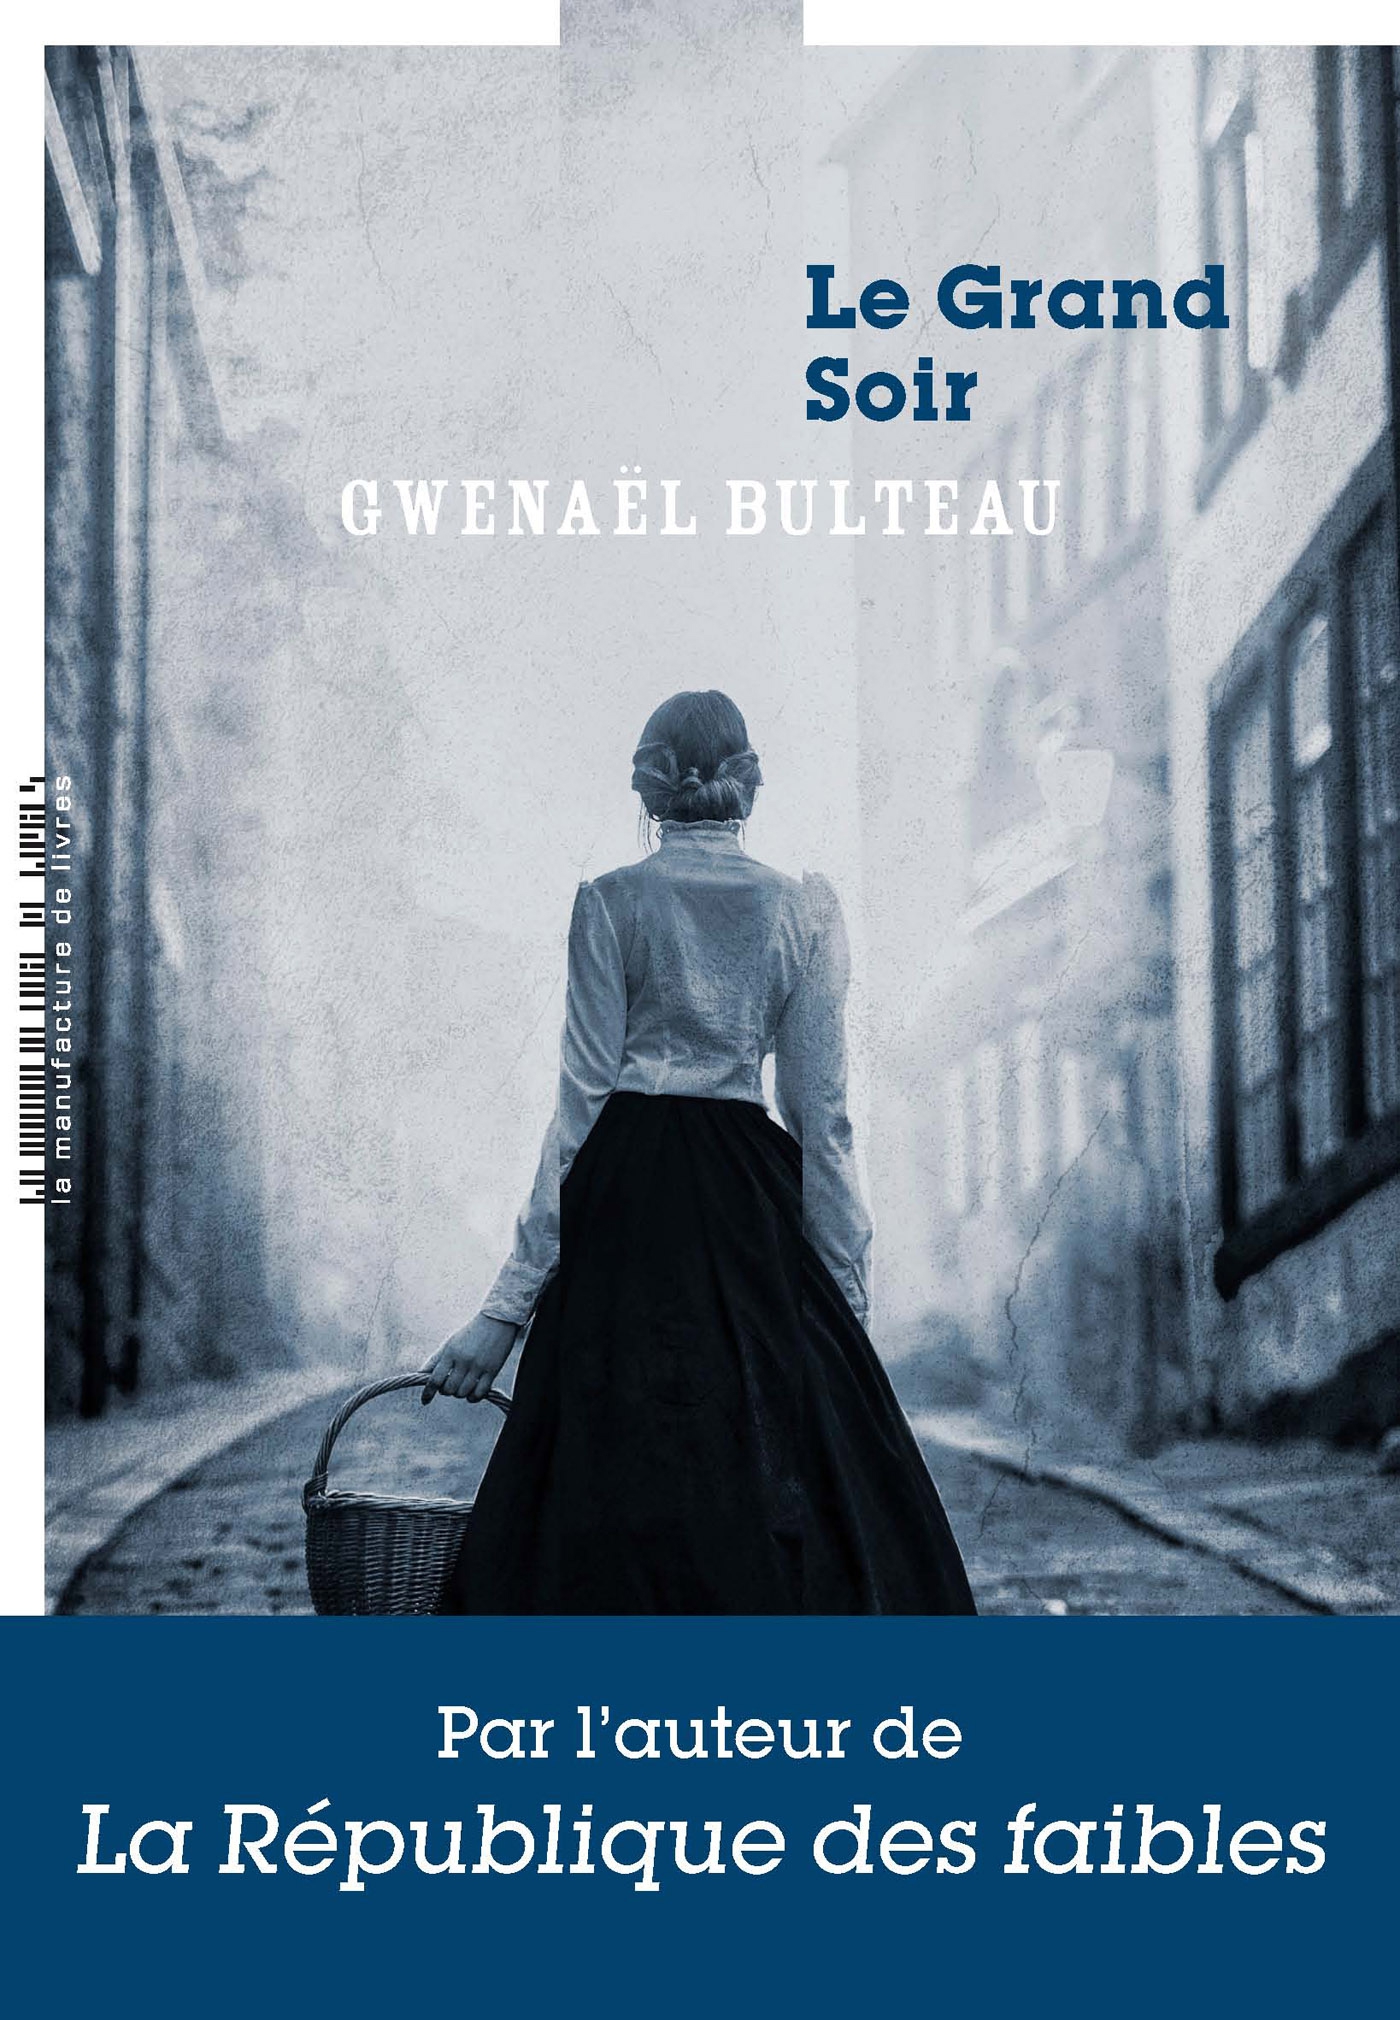 Le Grand
Soir
GWENAËL BULTEAU
la manufacture de livres
Par l'auteur de
La République des faibles